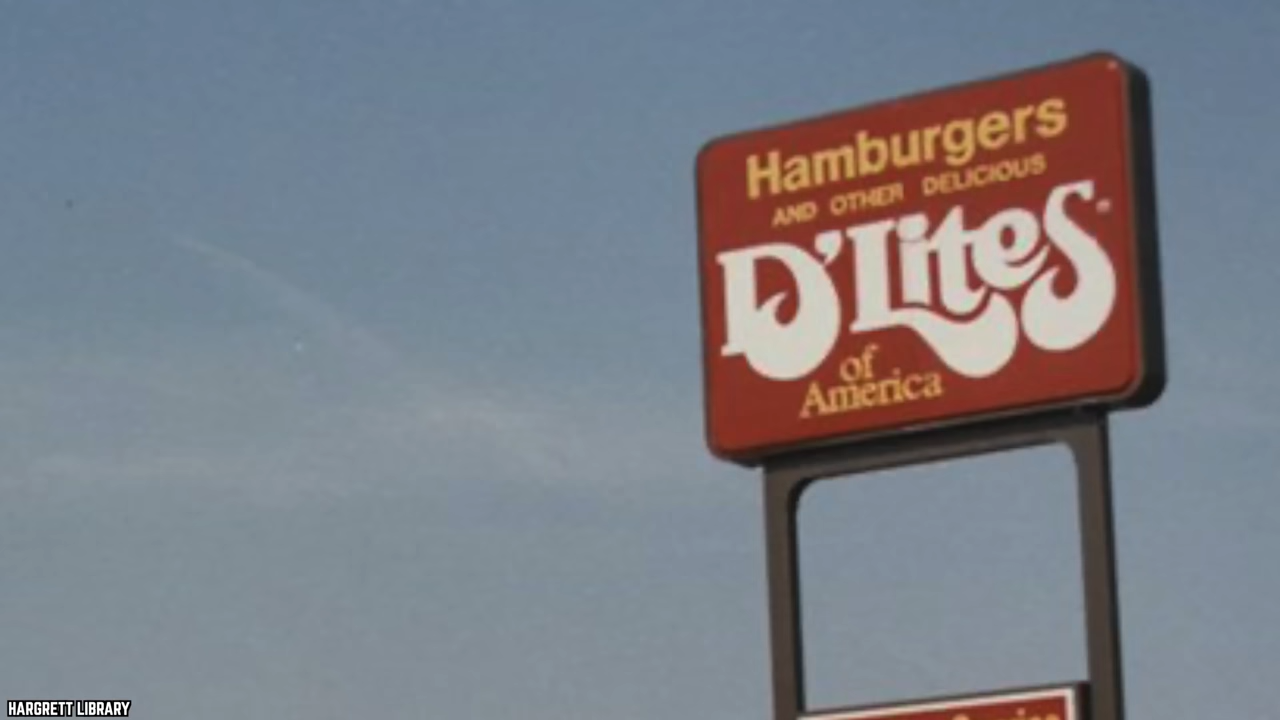 Hamburgers
AND OTHER DELICIOUS
D'Lites
of
America
HARGRETT LIBRARY